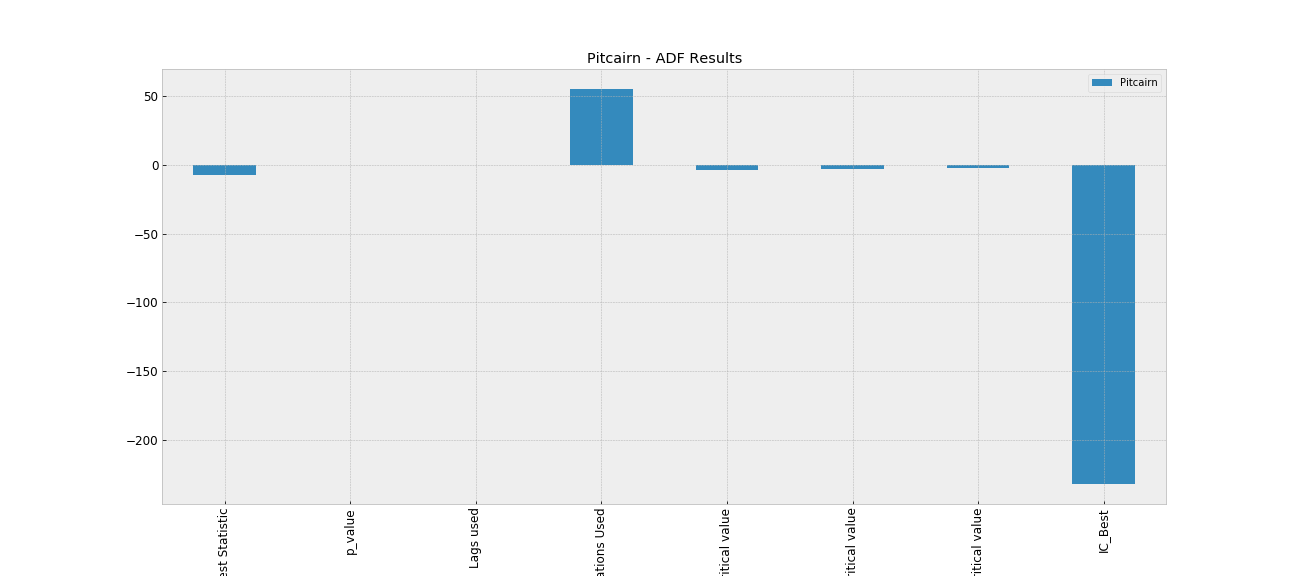 Pitcairn - ADF Results
Pitcairn
50
0
−50
−100
−150
−200
est Statistic
p_value
Lags used
ations Used
ritical value
ritical value
ritical value
IC_Best